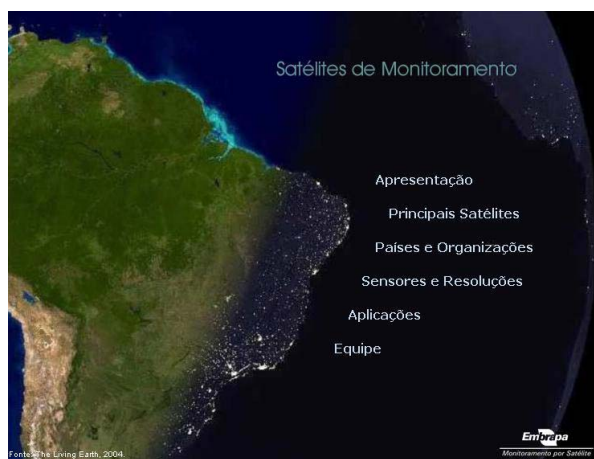 Satélites de Monitoramento
Apresentação
Principais Satélites
Países e Organizações
Sensores e Resoluções
Aplicações
Equipe
Embrapa
Monitoramento por Satélite
Fonte: The Living Earth, 2004.